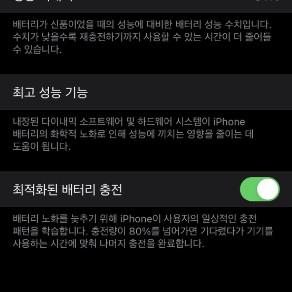 배터리가 신품이었을 때의 성능에 대비한 배터리 성능 수치입니다.
수치가 낮을수록 재충전하기까지 사용할 수 있는 시간이 더 줄어들
수 있습니다.
최고 성능 기능
내장된 다이내믹 소프트웨어 및 하드웨어 시스템이 iPhone
배터리의 화학적 노화로 인해 성능에 끼치는 영향을 줄이는 데
도움이 됩니다.
최적화된 배터리 충전
배터리 노화를 늦추기 위해 iPhone이 사용자의 일상적인 충전
패턴을 학습합니다. 충전량이 80%를 넘어가면 기다렸다가 기기를
사용하는 시간에 맞춰 나머지 충전을 완료합니다.